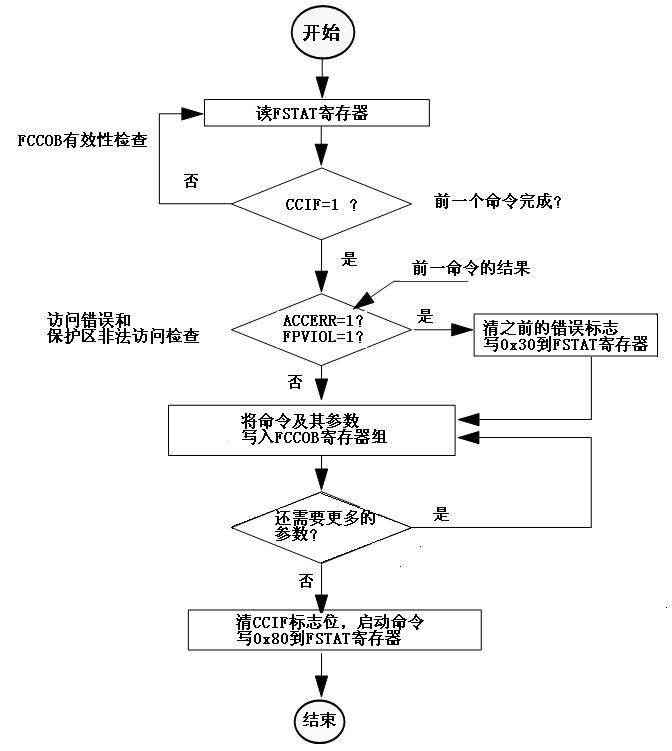 开始
读FSTAT寄存器
FCCOB有效性检查
否
CCIF=1 ?
前一个命令完成?
是
前一命令的结果
访问错误和
保护区非法访问检查
ACCERR=1?
FPVIOL=1?
是
清之前的错误标志
写0x30到FSTAT寄存器
否
将命令及其参数
写入FCCOB寄存器组
还需要更多的
参数?
是
否
清CCIF标志位，启动命令
写0x80到FSTAT寄存器
结束